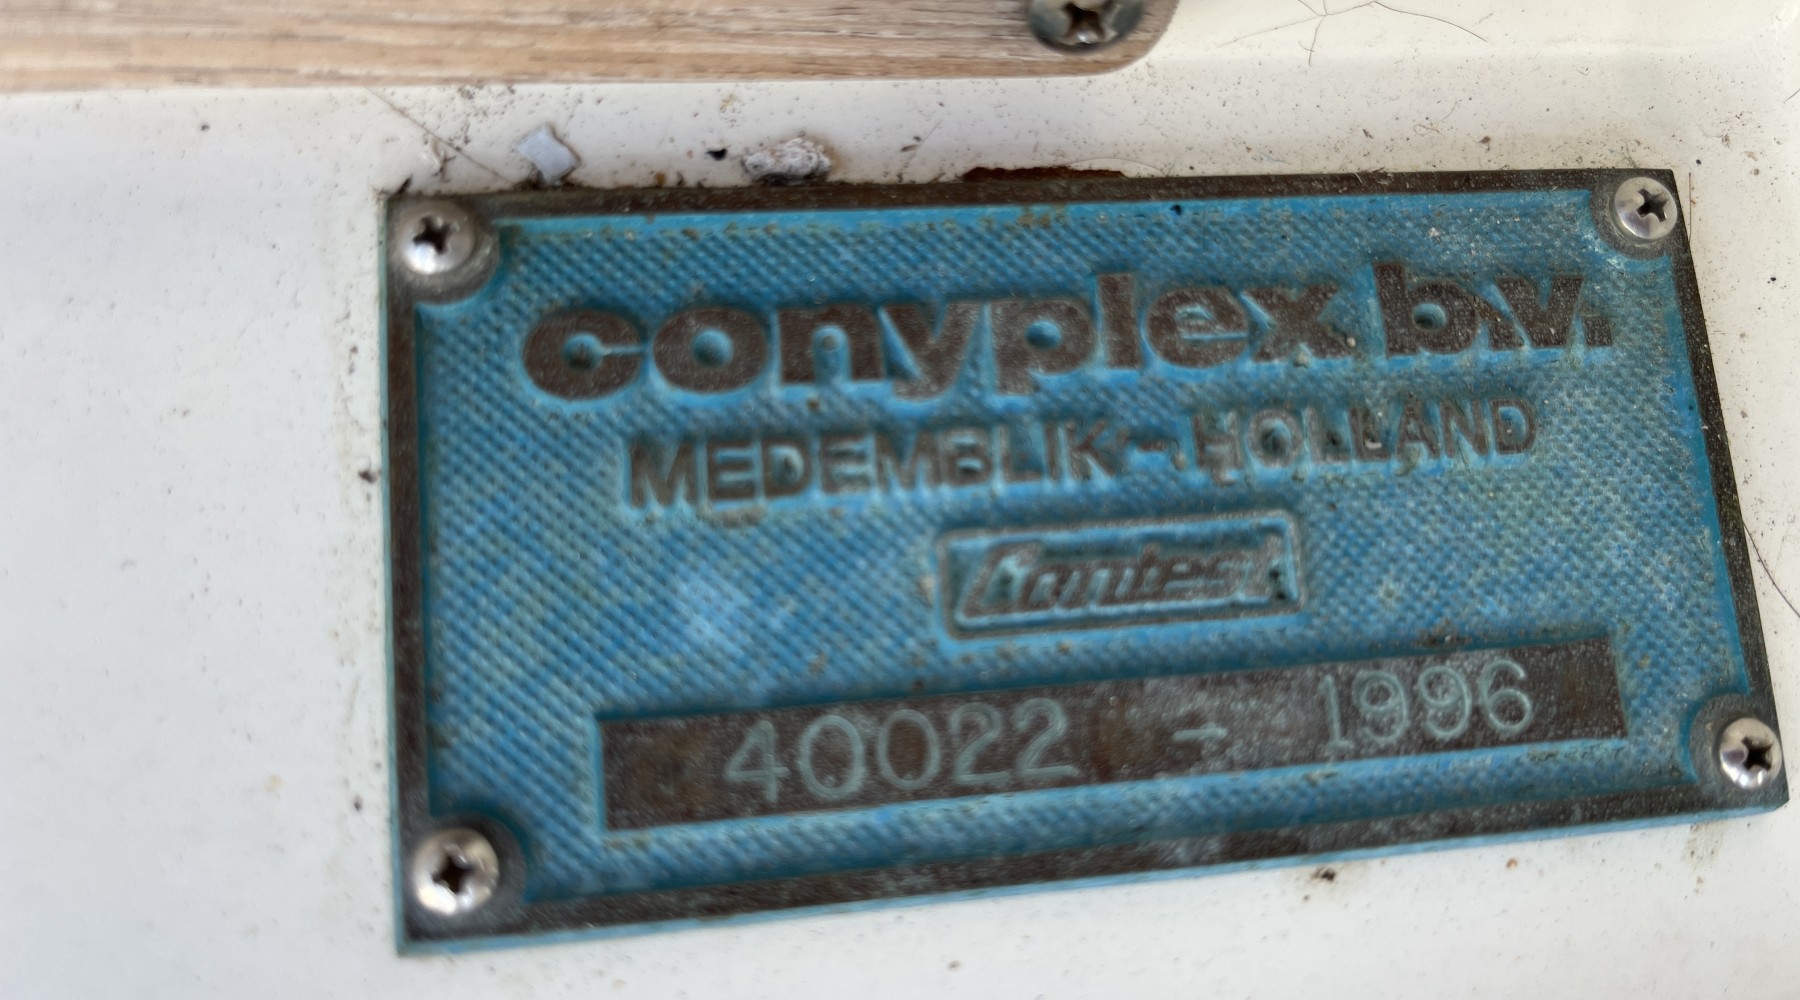 conyplex b.v.
MEDEMBLIK - HOLLAND
Contest
40022 - 1996